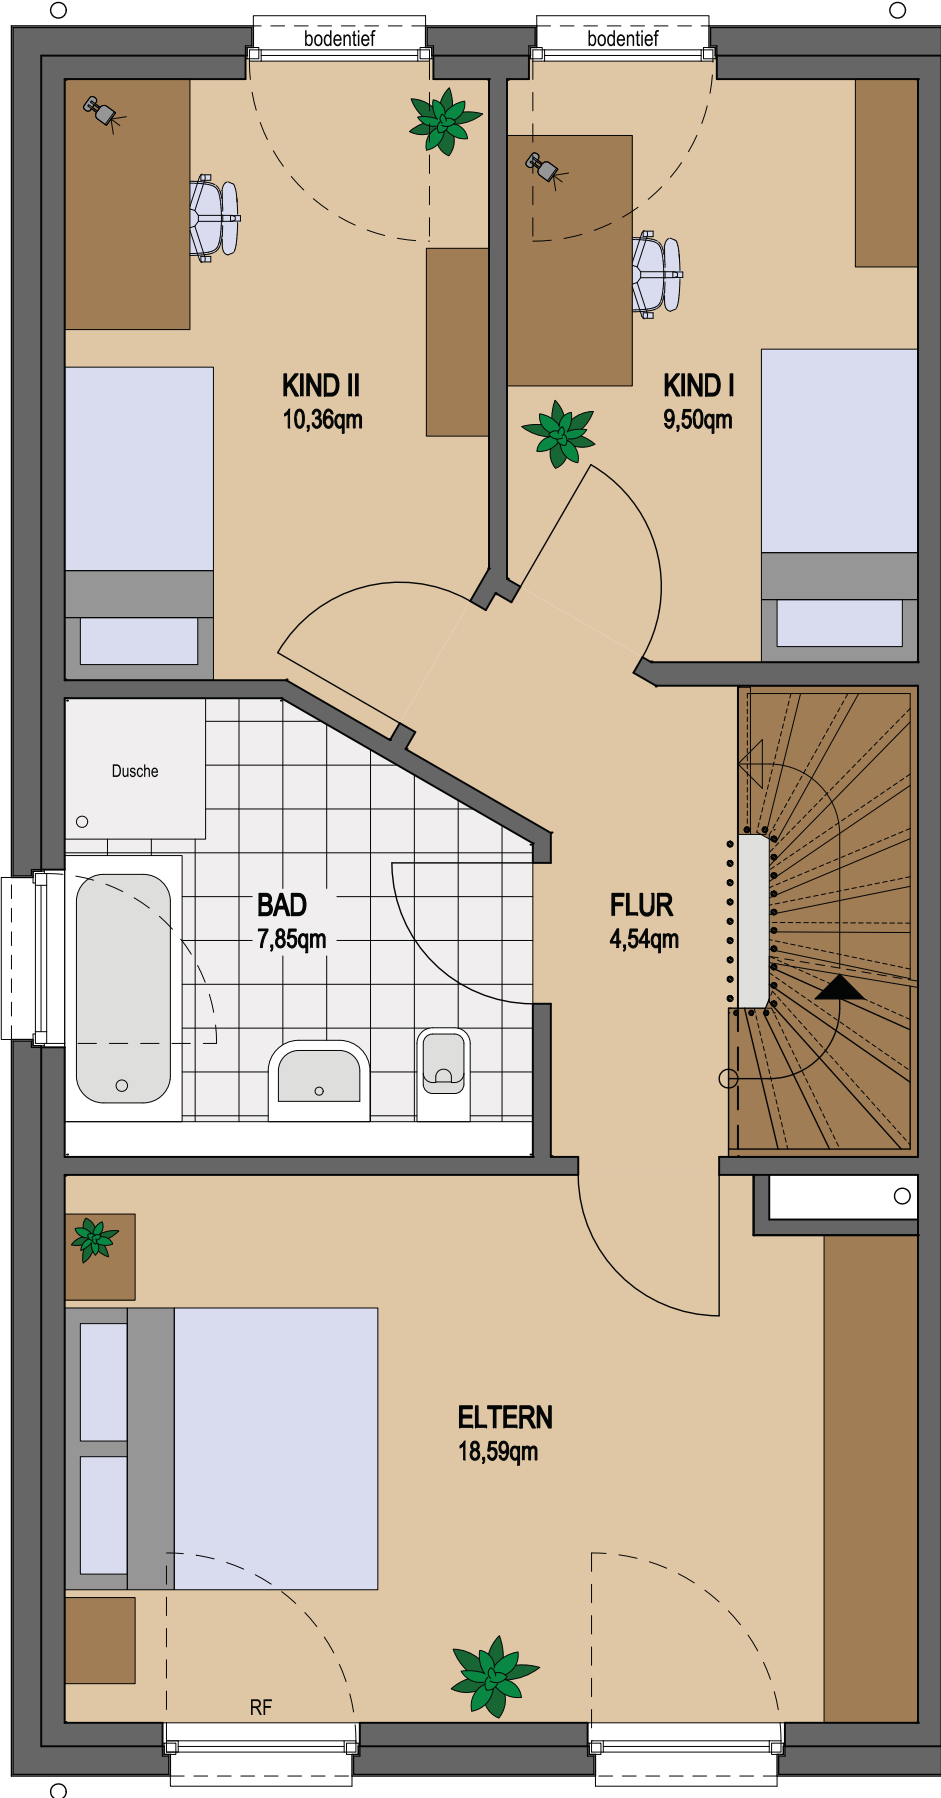 bodentief
bodentief
KIND II
10,36qm
KIND I
9,50qm
Dusche
BAD
7,85qm
FLUR
4,54qm
ELTERN
18,59qm
RF